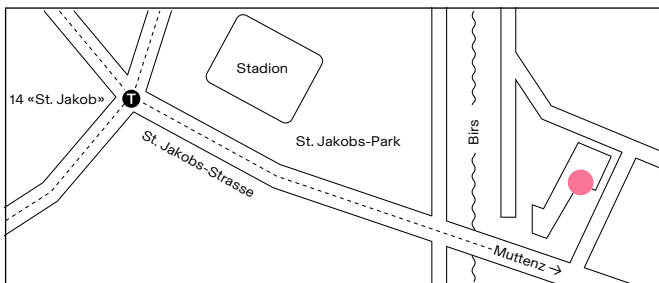 Stadion
14 «St. Jakob»
T
St. Jakobs-Park
St. Jakobs-Strasse
Birs
Muttenz →